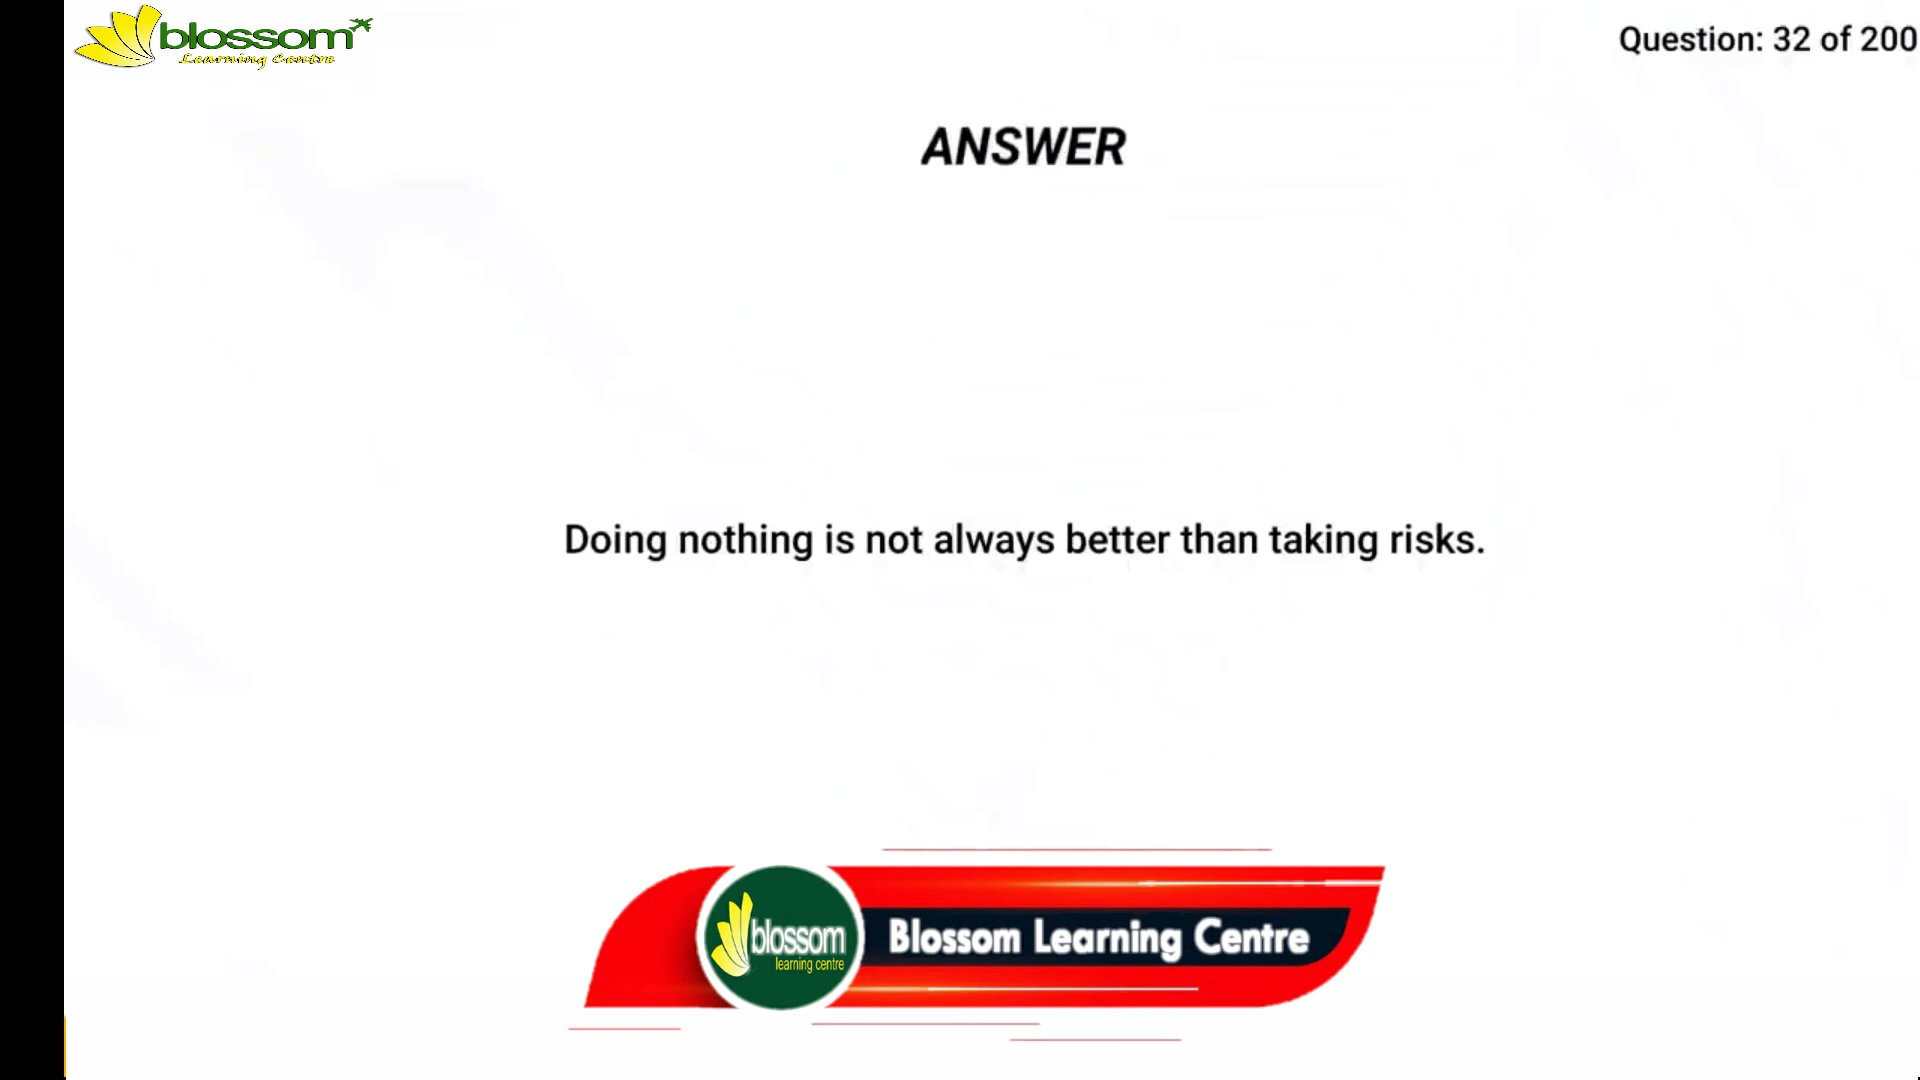 blossom
Learning Centre
Question: 32 of 200
ANSWER
Doing nothing is not always better than taking risks.
blossom
learning centre
Blossom Learning Centre